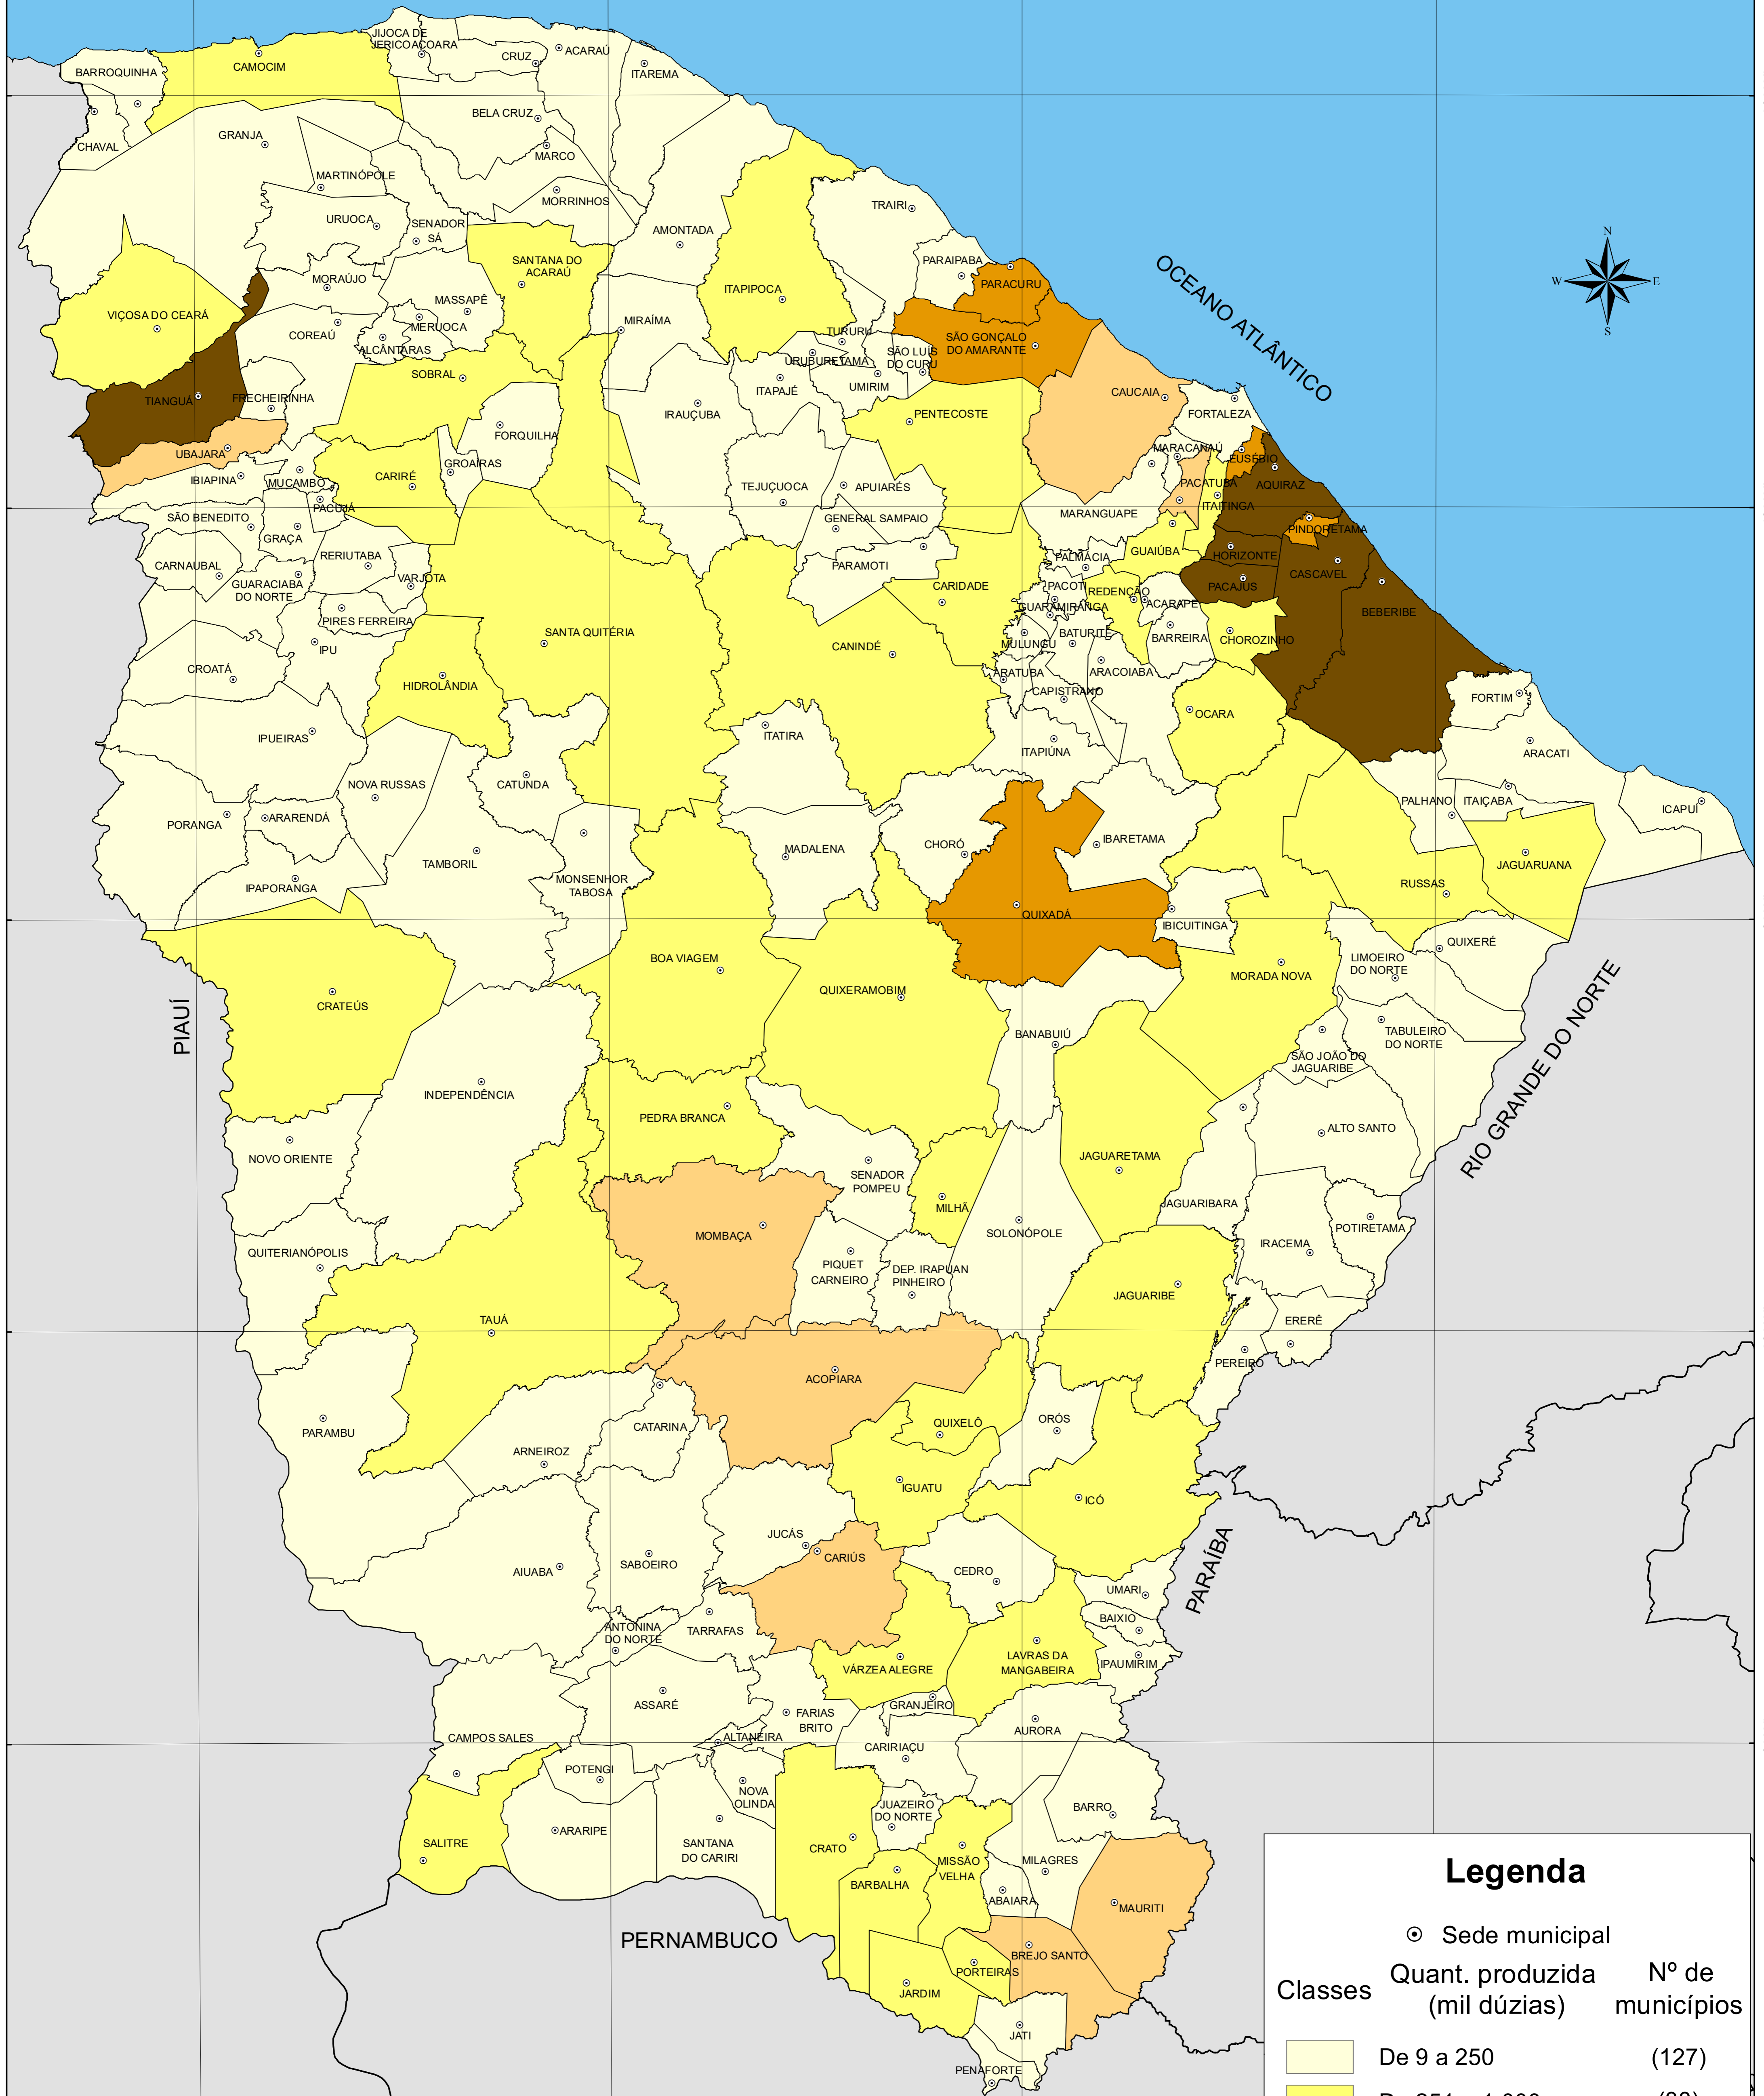 JIJOCA DE
JERICOACOARA
CRUZ
ACARAÚ
ITAREMA
BARROQUINHA
CAMOCIM
CHAVAL
GRANJA
BELA CRUZ
MARCO
MARTINÓPOLE
MORRINHOS
URUOCA
SENADOR
SÁ
AMONTADA
TRAIRI
N
W
E
S
OCEANO ATLÂNTICO
PARAIPABA
PARACURU
SANTANA DO
ACARAÚ
ITAPIPOCA
MORAÚJO
MASSAPÊ
VIÇOSA DO CEARÁ
COREAÚ
MERUOCA
ALCÂNTARAS
MIRAÍMA
TURURU
URUBURETAMA
SÃO LUÍS
DO CURU
SÃO GONÇALO
DO AMARANTE
UMIRIM
ITAPAJÉ
SOBRAL
TIANGUÁ
FRECHEIRINHA
IRAUÇUBA
PENTECOSTE
CAUCAIA
FORTALEZA
FORQUILHA
UBAJARA
GROAÍRAS
MARACANAÚ
EUSÉBIO
IBIAPINA
MUCAMBO
CARIRÉ
TEJUÇUOCA
APUIARÉS
PACATUBA
AQUIRAZ
PACUJÁ
ITAITINGA
SÃO BENEDITO
GENERAL SAMPAIO
MARANGUAPE
PINDORETAMA
GRAÇA
CARNAUBAL
RERIUTABA
PARAMOTI
PALMÁCIA
GUAIÚBA
HORIZONTE
GUARACIABA
DO NORTE
VARJOTA
CARIDADE
PACOTI
REDENÇÃO
PACAJUS
CASCAVEL
GUARAMIRANGA
ACARAPE
BEBERIBE
PIRES FERREIRA
SANTA QUITÉRIA
CANINDÉ
MULUNGU
BATURITÉ
BARREIRA
CHOROZINHO
IPU
CROATÁ
HIDROLÂNDIA
ARATUBA
ARACOIABA
CAPISTRANO
OCARA
FORTIM
IPUEIRAS
ITATIRA
ITAPIÚNA
ARACATI
NOVA RUSSAS
CATUNDA
PORANGA
ARARENDÁ
PALHANO
ITAIÇABA
ICAPUÍ
TAMBORIL
MADALENA
CHORÓ
IBARETAMA
JAGUARUANA
IPAPORANGA
MONSENHOR
TABOSA
RUSSAS
QUIXADÁ
IBICUITINGA
QUIXERÉ
BOA VIAGEM
LIMOEIRO
DO NORTE
MORADA NOVA
CRATEÚS
QUIXERAMOBIM
PIAUÍ
BANABUIÚ
TABULEIRO
DO NORTE
SÃO JOÃO DO
JAGUARIBE
RIO GRANDE DO NORTE
INDEPENDÊNCIA
PEDRA BRANCA
ALTO SANTO
NOVO ORIENTE
SENADOR
POMPEU
JAGUARETAMA
JAGUARIBARA
MILHÃ
POTIRETAMA
MOMBAÇA
SOLONÓPOLE
IRACEMA
QUITERIANÓPOLIS
PIQUET
CARNEIRO
DEP. IRAPUAN
PINHEIRO
JAGUARIBE
TAUÁ
ERERÊ
PEREIRO
ACOPIARA
PARAMBU
CATARINA
QUIXELÔ
ORÓS
ARNEIROZ
IGUATU
ICÓ
JUCÁS
CARIÚS
PARAÍBA
AIUABA
SABOEIRO
CEDRO
UMARI
ANTONINA
DO NORTE
TARRAFAS
BAIXIO
VÁRZEA ALEGRE
LAVRAS DA
MANGABEIRA
IPAUMIRIM
ASSARÉ
GRANJEIRO
FARIAS
BRITO
AURORA
CAMPOS SALES
ALTANEIRA
CARIRIAÇU
POTENGI
NOVA
OLINDA
JUAZEIRO
DO NORTE
BARRO
ARARIPE
SALITRE
SANTANA
DO CARIRI
CRATO
MISSÃO
VELHA
MILAGRES
BARBALHA
ABAIARA
MAURITI
PERNAMBUCO
BREJO SANTO
PORTEIRAS
JARDIM
JATI
PENAFORTE
Legenda
Sede municipal
Classes
Quant. produzida
(mil dúzias)
Nº de
municípios
De 9 a 250
(127)